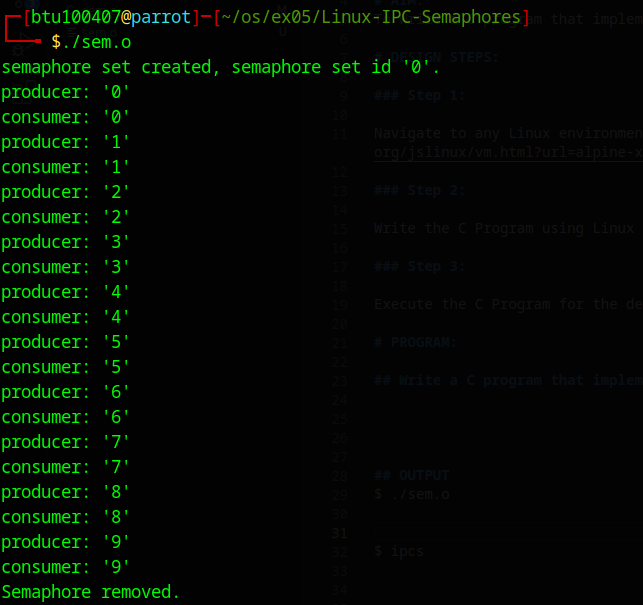 ┌─[btu100407@parrot]─[~/os/ex05/Linux-IPC-Semaphores]
└──╼ $./sem.o
semaphore set created, semaphore set id '0'.
producer: '0'
consumer: '0'
producer: '1'
consumer: '1'
producer: '2'
consumer: '2'
producer: '3'
consumer: '3'
producer: '4'
consumer: '4'
producer: '5'
consumer: '5'
producer: '6'
consumer: '6'
producer: '7'
consumer: '7'
producer: '8'
consumer: '8'
producer: '9'
consumer: '9'
Semaphore removed.
# DESIGN STEPS:
9 ### Step 1:
10
11 Navigate to any Linux environmen
org/jslinux/vm.html?url=alpine-x
12
13 ### Step 2:
14
15 Write the C Program using Linux
16
17 ### Step 3:
18
19 Execute the C Program for the de
20
21 # PROGRAM:
22
23 ## Write a C program that implem
24
25
26
27
28 ## OUTPUT
29 $ ./sem.o
30
31
32 $ ipcs
33
34